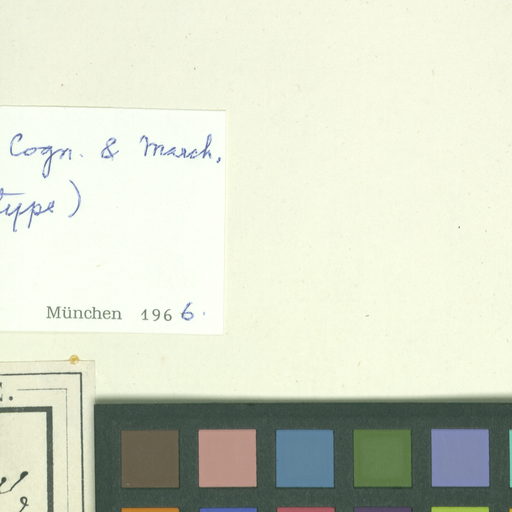 Cogn. & March.
type)
München 1966.